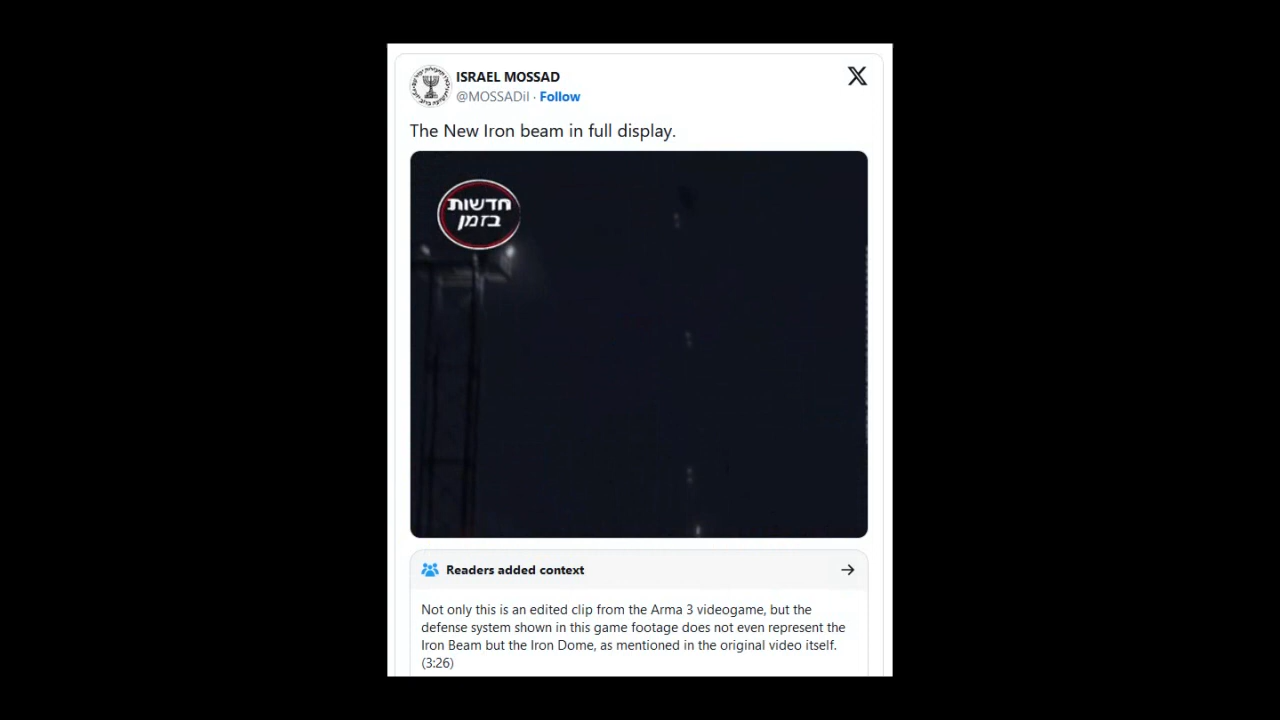 ISRAEL MOSSAD
@MOSSADil · Follow
The New Iron beam in full display.
חדשות
בזמן
Readers added context
Not only this is an edited clip from the Arma 3 videogame, but the
defense system shown in this game footage does not even represent the
Iron Beam but the Iron Dome, as mentioned in the original video itself.
(3:26)